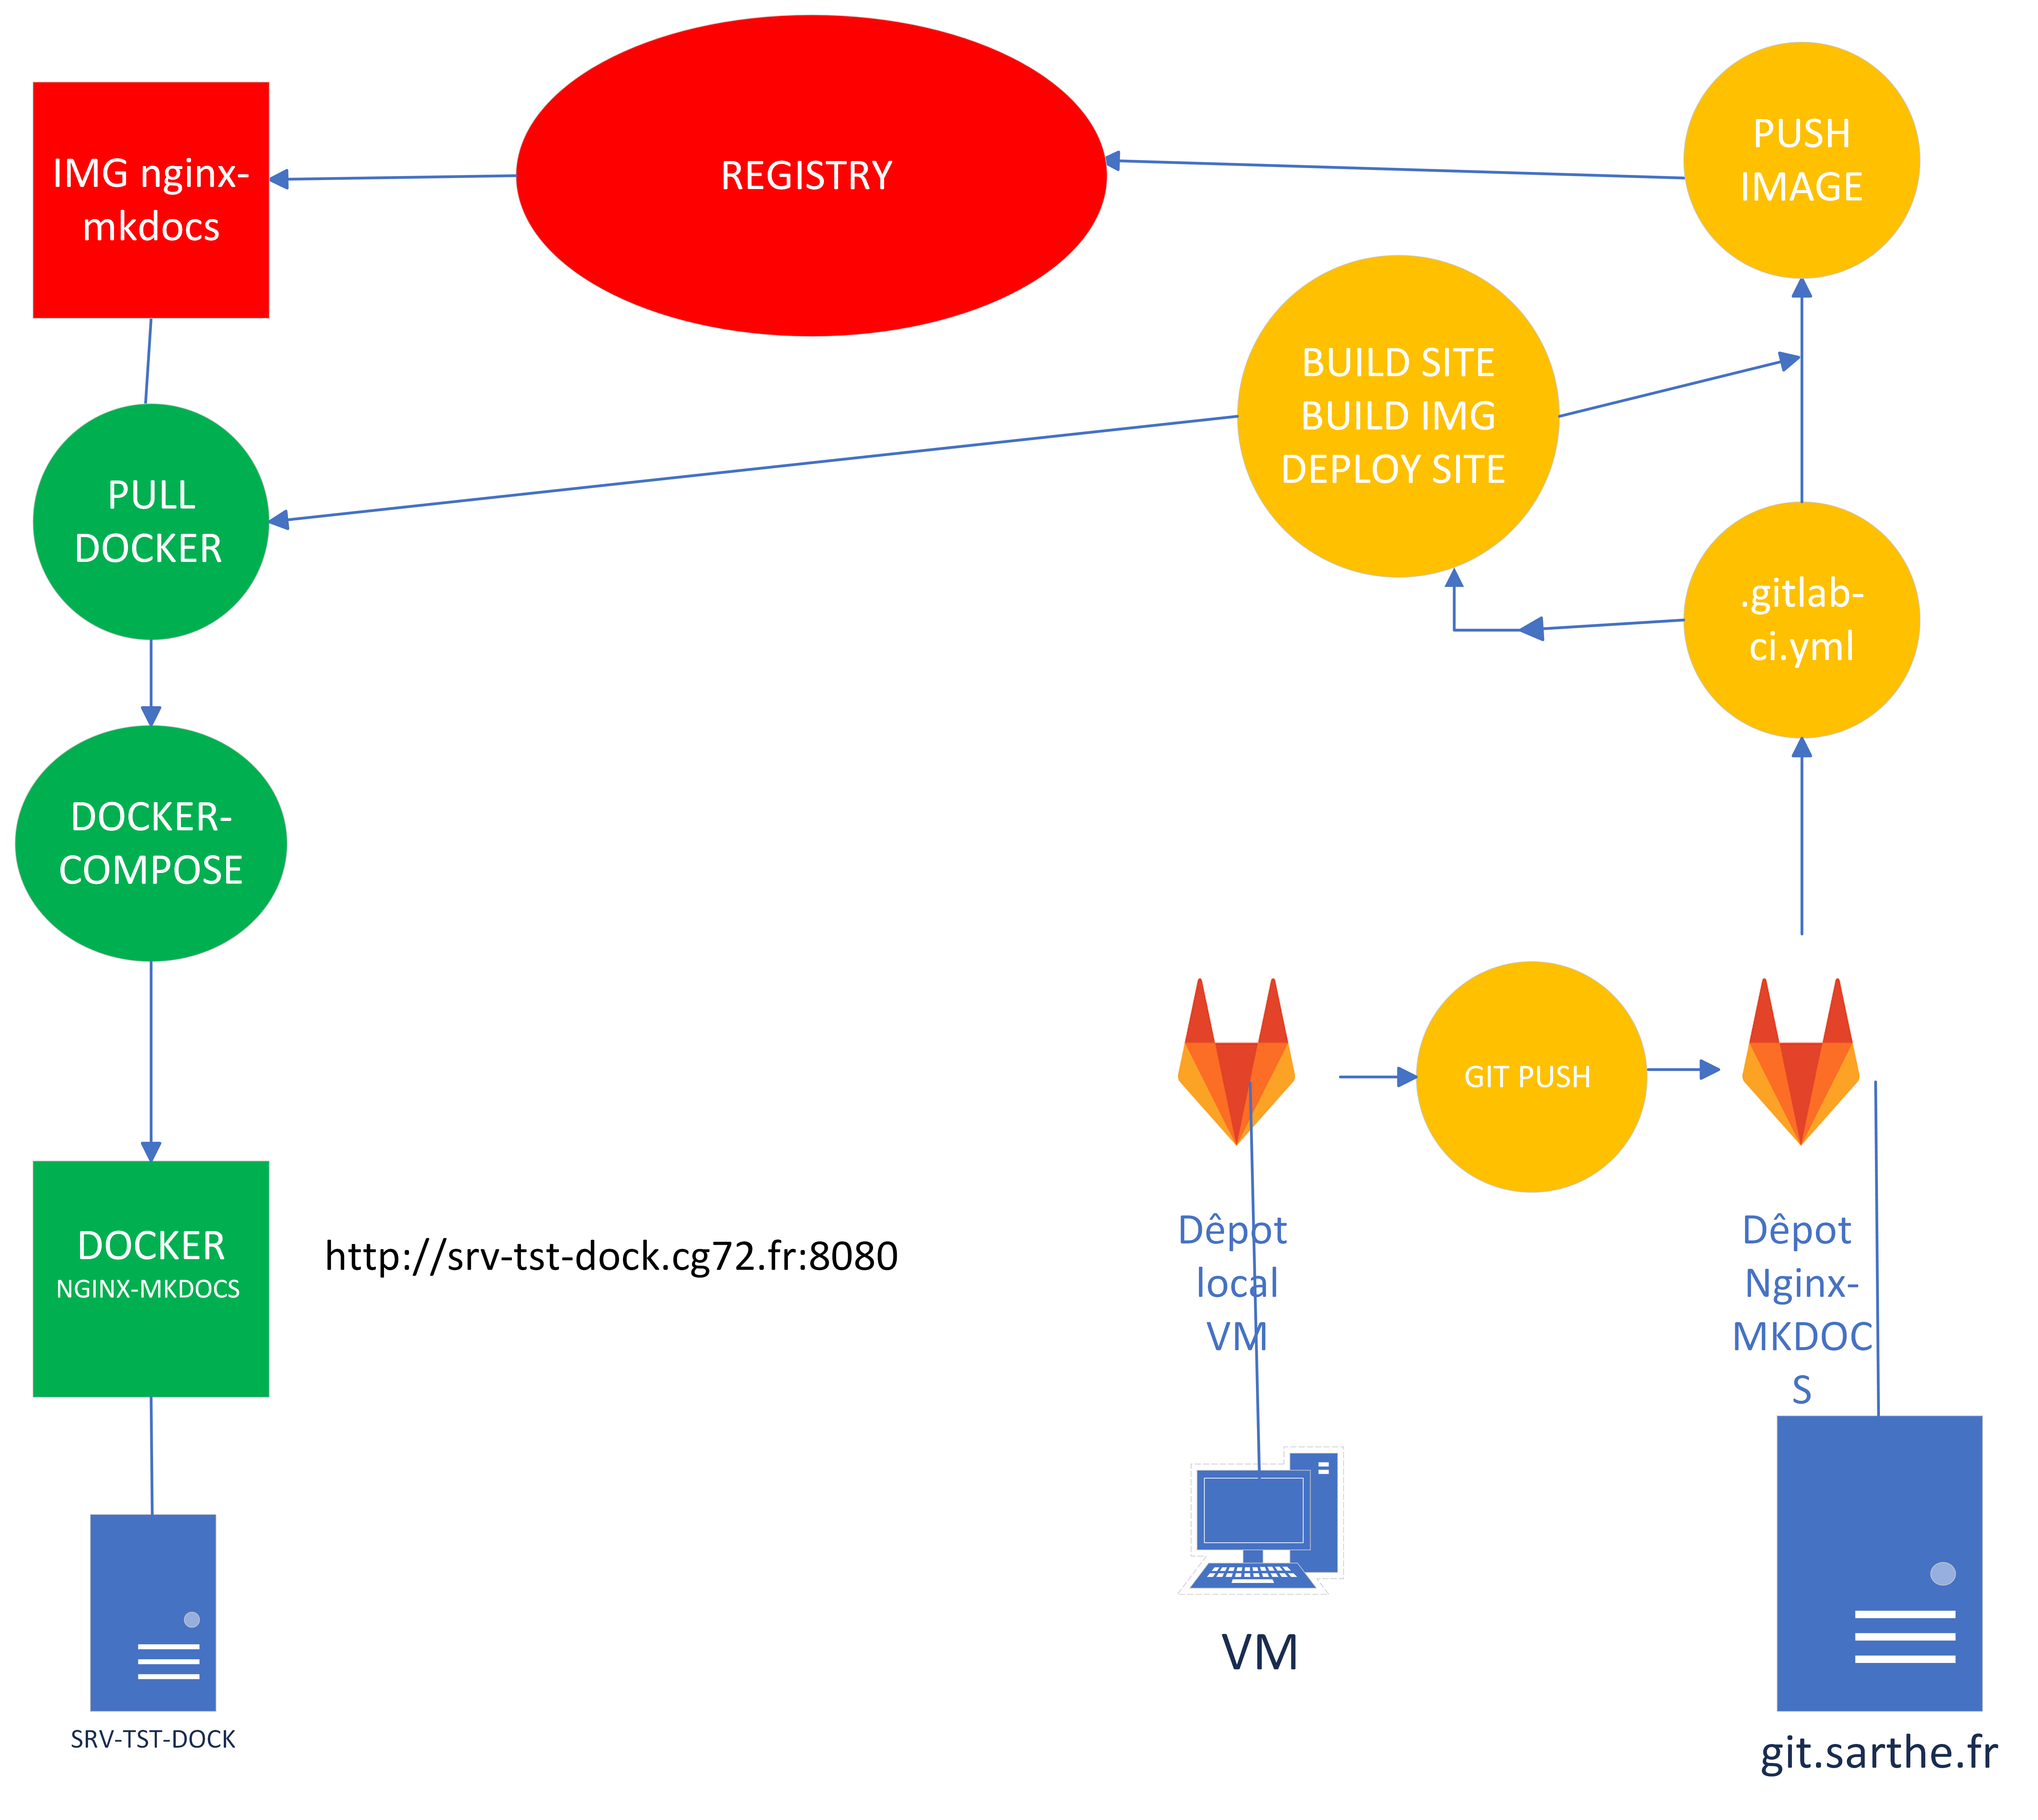 IMG nginx-
mkdocs
REGISTRY
PUSH
IMAGE
BUILD SITE
BUILD IMG
DEPLOY SITE
PULL
DOCKER
.gitlab-
ci.yml
DOCKER-
COMPOSE
GIT PUSH
DOCKER
NGINX-MKDOCS
http://srv-tst-dock.cg72.fr:8080
Dêpot
local
VM
Dêpot
Nginx-
MKDOC
S
VM
SRV-TST-DOCK
git.sarthe.fr